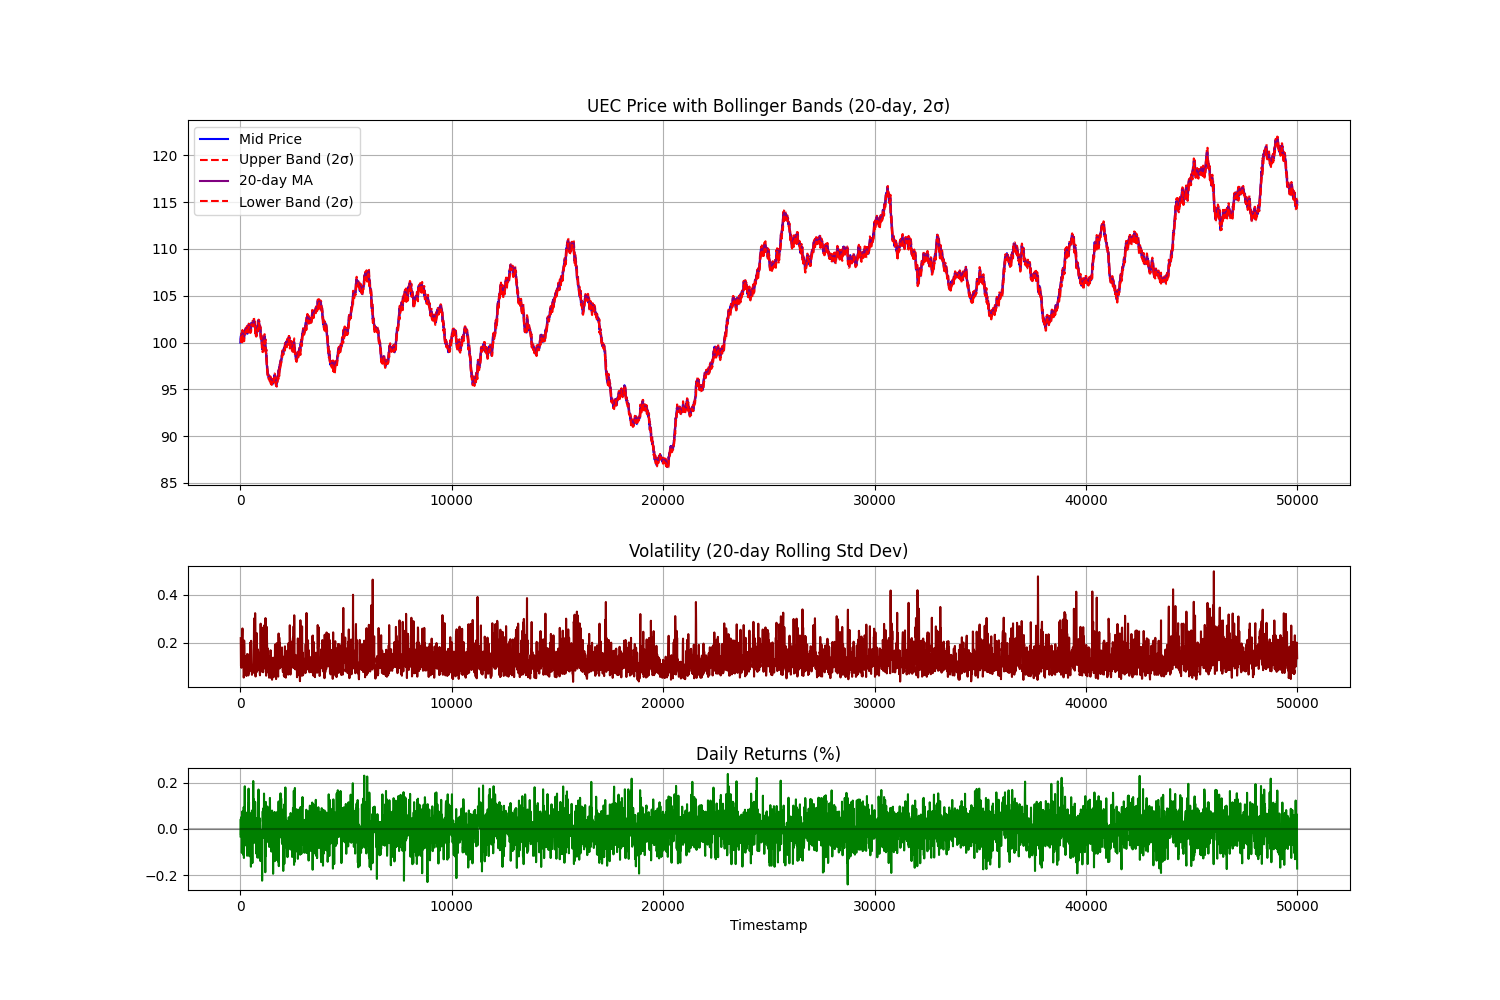 UEC Price with Bollinger Bands (20-day, 2σ)
Mid Price
Upper Band (2σ)
20-day MA
Lower Band (2σ)
120
115
110
105
100
95
90
85
0 10000 20000 30000 40000 50000
Volatility (20-day Rolling Std Dev)
0.4
0.2
0 10000 20000 30000 40000 50000
Daily Returns (%)
0.2
0.0
−0.2
0 10000 20000 30000 40000 50000
Timestamp